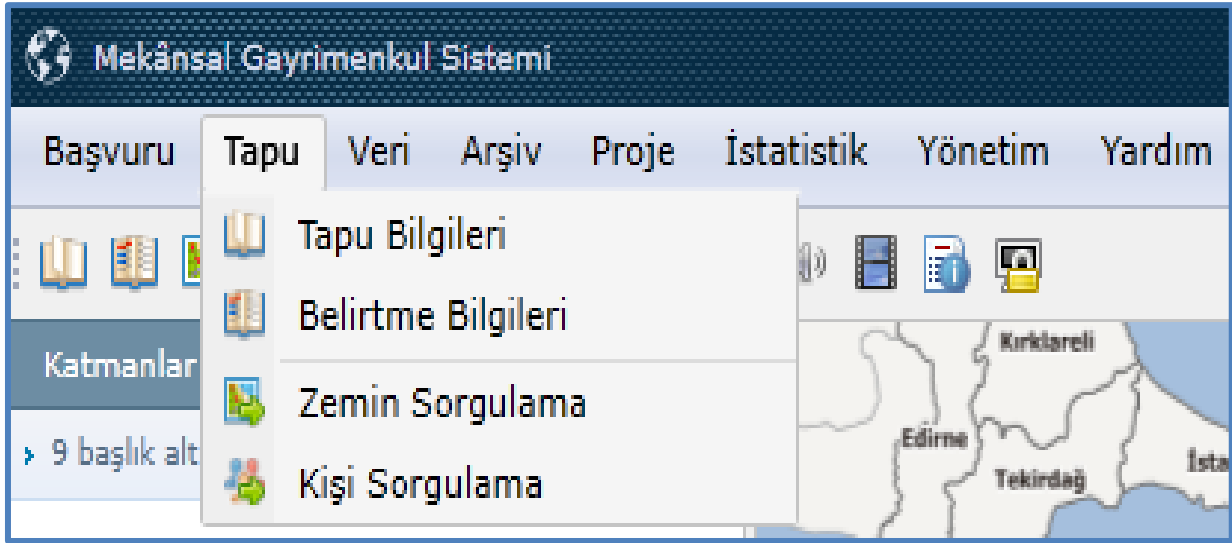 Mekânsal Gayrimenkul Sistemi
Başvuru Tapu Veri Arşiv Proje İstatistik Yönetim Yardım
Tapu Bilgileri
Belirtme Bilgileri
Zemin Sorgulama
Kişi Sorgulama
Katmanlar
9 başlık alt
Kırklareli
Edirne
Tekirdağ
İsta